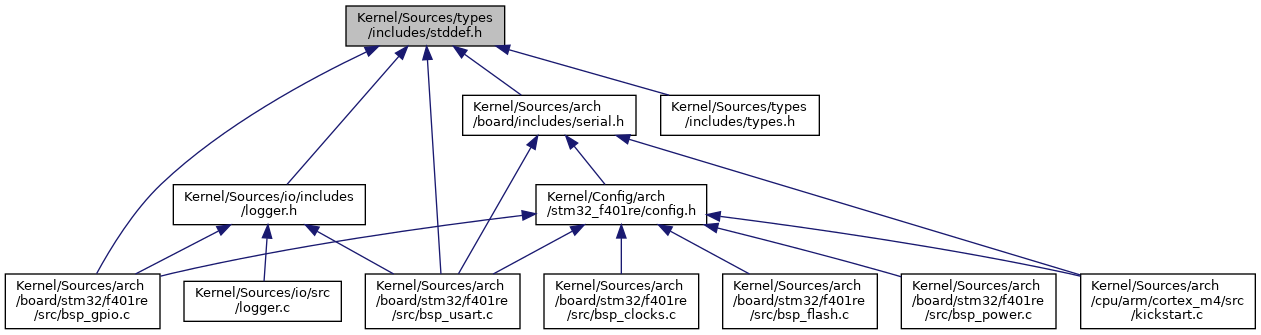 Kernel/Sources/types
/includes/stddef.h
Kernel/Sources/arch
/board/includes/serial.h
Kernel/Sources/types
/includes/types.h
Kernel/Sources/io/includes
/logger.h
Kernel/Config/arch
/stm32_f401re/config.h
Kernel/Sources/arch
/board/stm32/f401re
/src/bsp_gpio.c
Kernel/Sources/io/src
/logger.c
Kernel/Sources/arch
/board/stm32/f401re
/src/bsp_usart.c
Kernel/Sources/arch
/board/stm32/f401re
/src/bsp_clocks.c
Kernel/Sources/arch
/board/stm32/f401re
/src/bsp_flash.c
Kernel/Sources/arch
/board/stm32/f401re
/src/bsp_power.c
Kernel/Sources/arch
/cpu/arm/cortex_m4/src
/kickstart.c